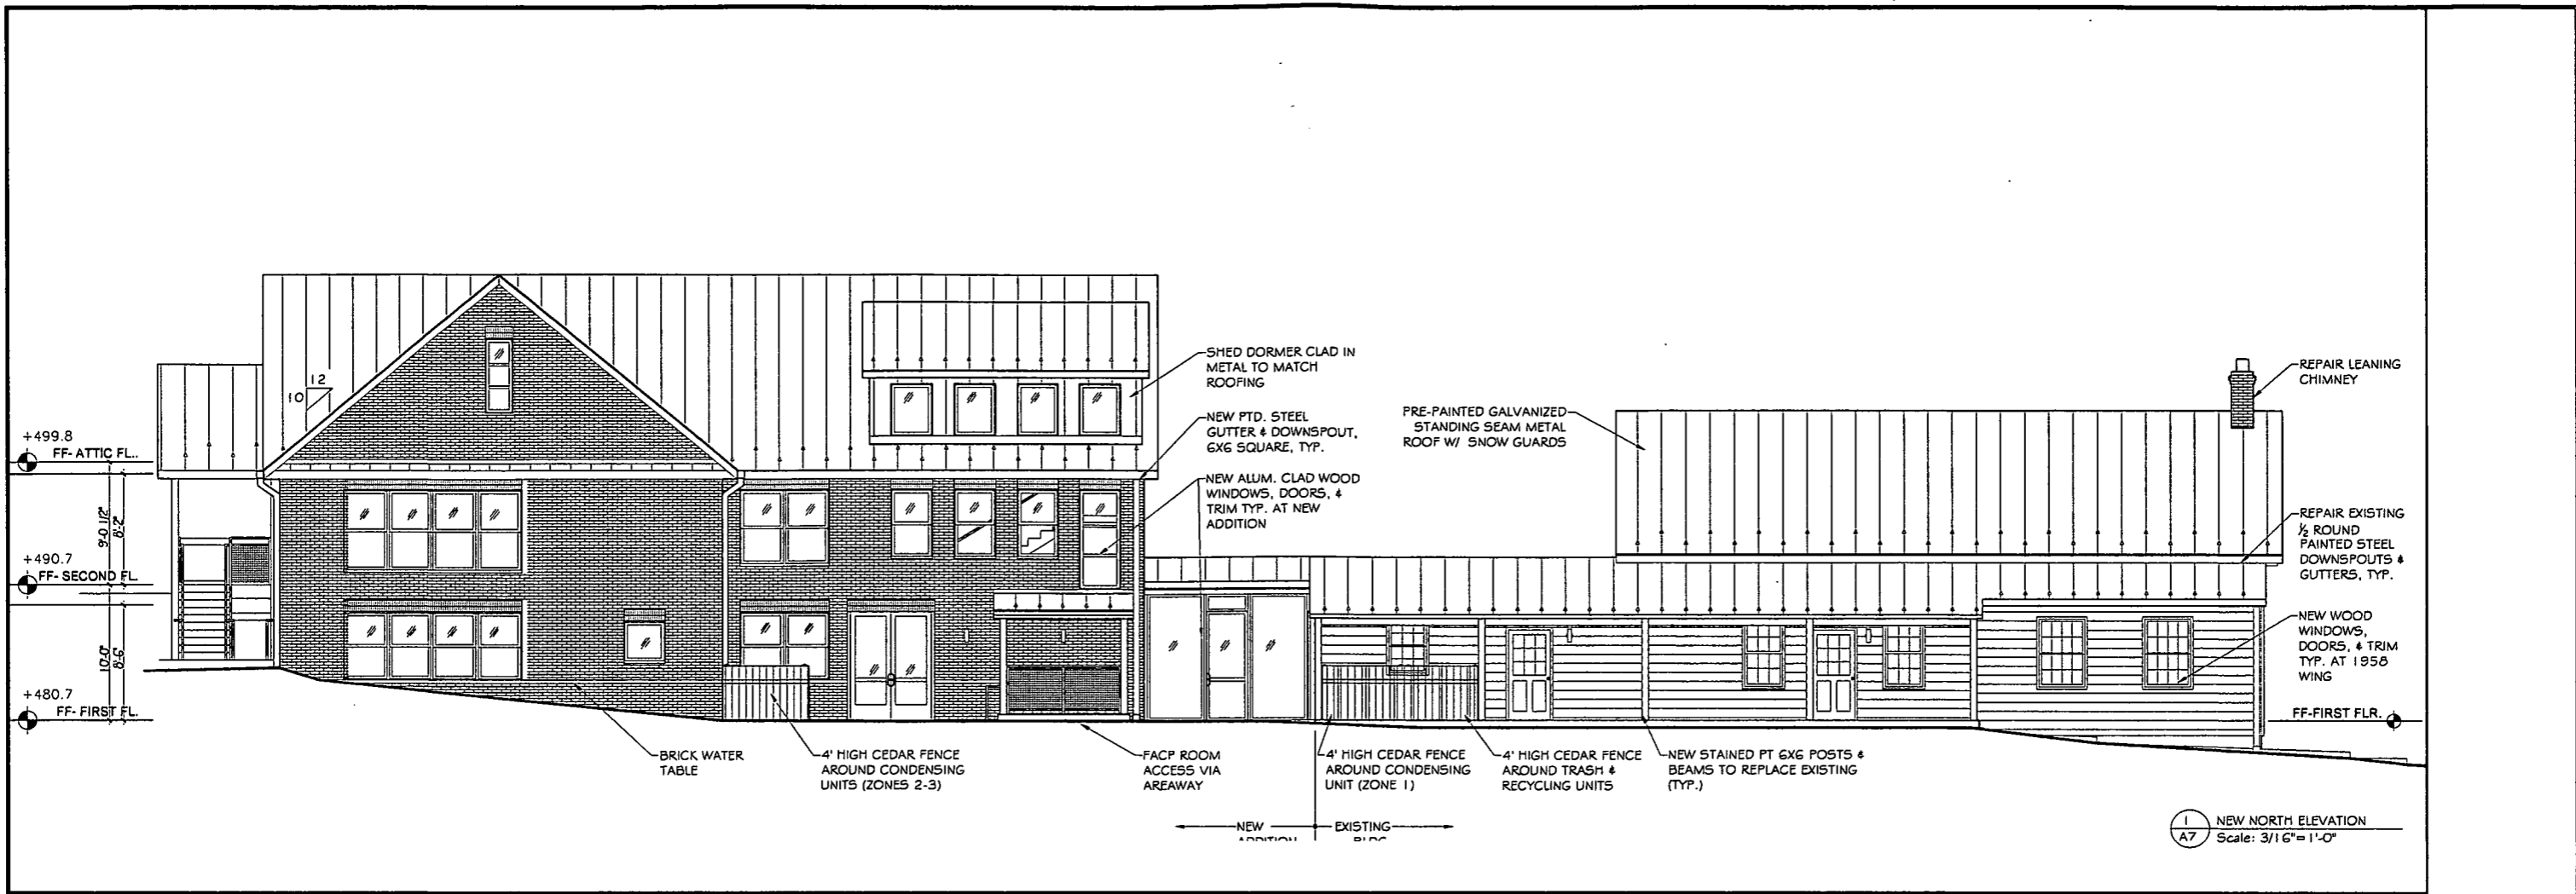 12
10
SHED DORMER CLAD IN
METAL TO MATCH
ROOFING
NEW PTD. STEEL
GUTTER & DOWNSPOUT,
6X6 SQUARE, TYP.
NEW ALUM. CLAD WOOD
WINDOWS, DOORS, &
TRIM TYP. AT NEW
ADDITION
PRE-PAINTED GALVANIZED
STANDING SEAM METAL
ROOF W/ SNOW GUARDS
REPAIR LEANING
CHIMNEY
REPAIR EXISTING
½ ROUND
PAINTED STEEL
DOWNSPOUTS &
GUTTERS, TYP.
NEW WOOD
WINDOWS,
DOORS, & TRIM
TYP. AT 1958
WING
+499.8
FF- ATTIC FL..
9'-0 1/2"
8'-2"
+490.7
FF- SECOND FL.
10'-0"
8'-6"
+480.7
FF- FIRST FL.
FF-FIRST FLR.
BRICK WATER
TABLE
4' HIGH CEDAR FENCE
AROUND CONDENSING
UNITS (ZONES 2-3)
FACP ROOM
ACCESS VIA
AREAWAY
4' HIGH CEDAR FENCE
AROUND CONDENSING
UNIT (ZONE 1)
4' HIGH CEDAR FENCE
AROUND TRASH &
RECYCLING UNITS
NEW STAINED PT 6X6 POSTS &
BEAMS TO REPLACE EXISTING
(TYP.)
NEW
ADDITION
EXISTING
BLDG
1
A7
NEW NORTH ELEVATION
Scale: 3/16"=1'-0"